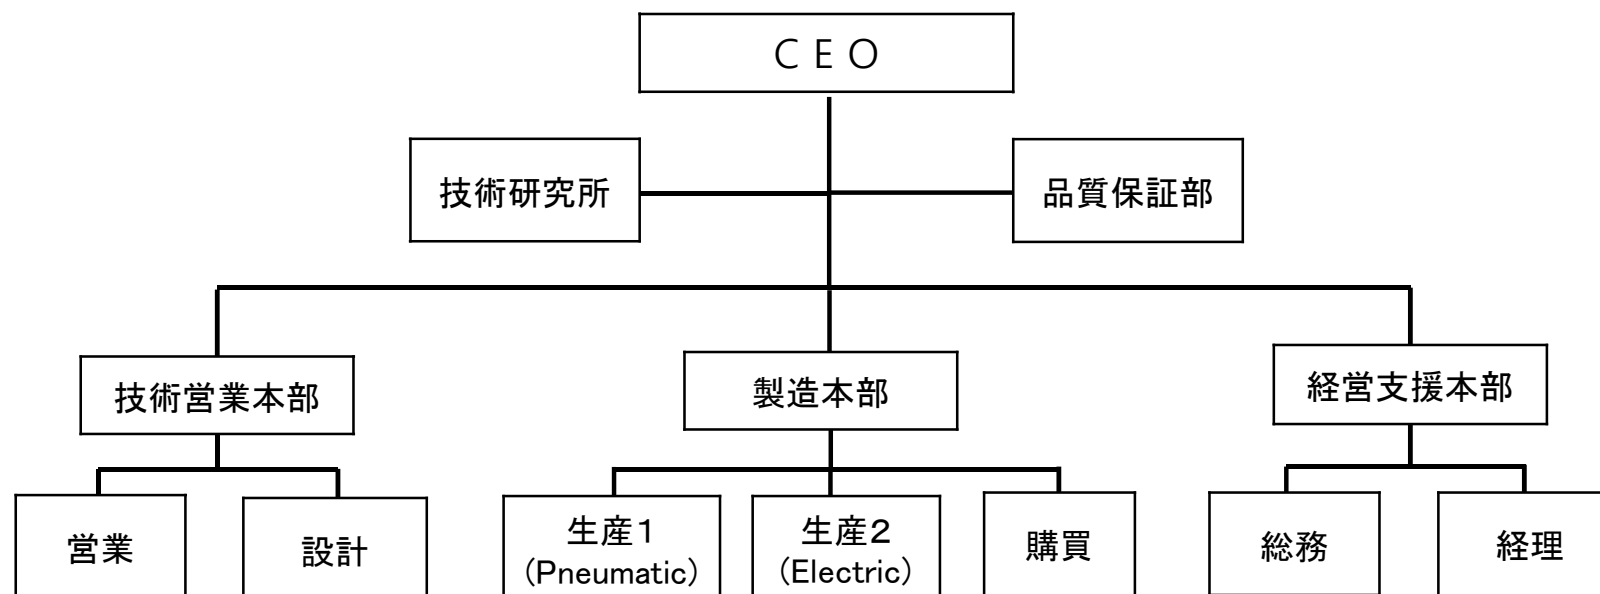 ＣＥＯ
技術研究所
品質保証部
技術営業本部
製造本部
経営支援本部
営業
設計
生産１
(Pneumatic)
生産２
(Electric)
購買
総務
経理